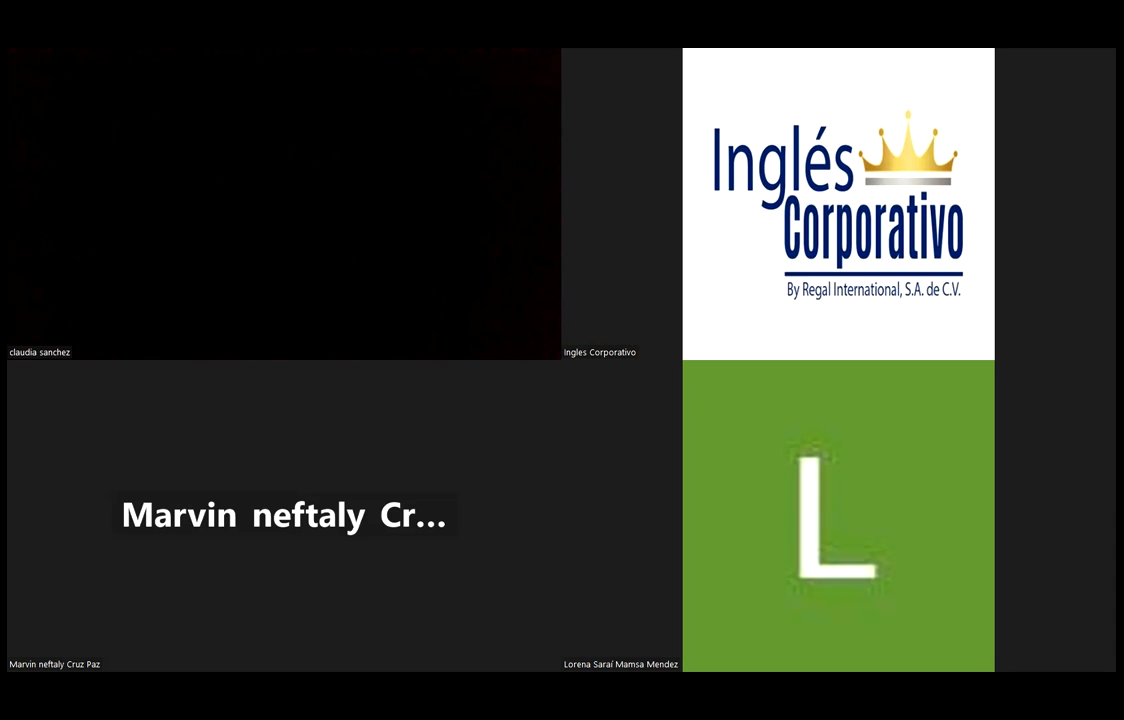 Inglés
Corporativo
By Regal International, S.A. de C.V.
claudia sanchez
Ingles Corporativo
Marvin neftaly Cr...
L
Marvin neftaly Cruz Paz
Lorena Saraí Mamsa Mendez